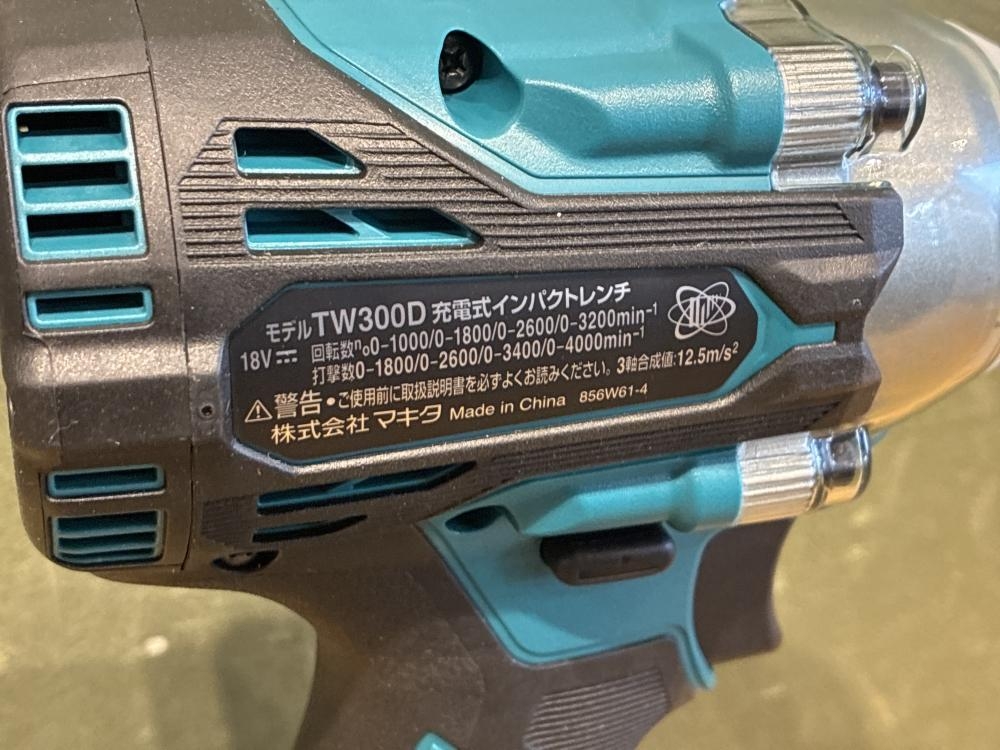 モデルTW300D 充電式インパクトレンチ
18V⎓ 回転数n₀0-1000/0-1800/0-2600/0-3200min⁻¹
打撃数0-1800/0-2600/0-3400/0-4000min⁻¹
⚠警告・ご使用前に取扱説明書を必ずよくお読みください。3軸合成値:12.5m/s²
株式会社マキタ Made in China 856W61-4